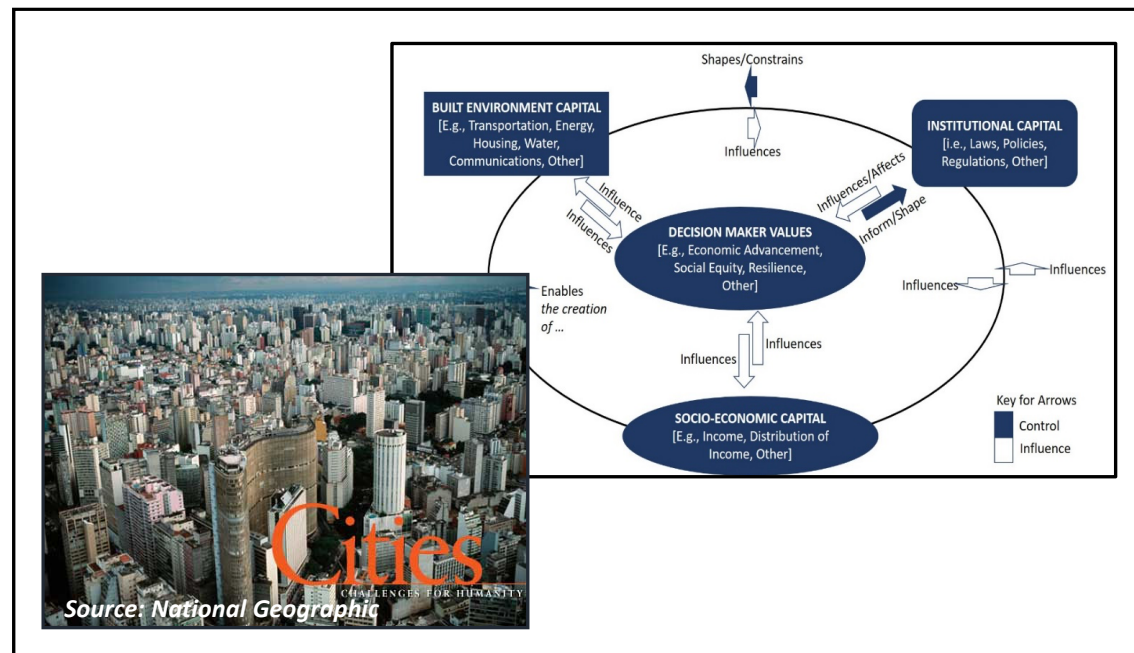 Shapes/Constrains
BUILT ENVIRONMENT CAPITAL
[E.g., Transportation, Energy,
Housing, Water,
Communications, Other]
Influences
INSTITUTIONAL CAPITAL
[i.e., Laws, Policies,
Regulations, Other]
Influence
Influences
Influences/Affects
Inform/Shape
DECISION MAKER VALUES
[E.g., Economic Advancement,
Social Equity, Resilience,
Other]
Influences
Influences
Enables
the creation
of ...
Influences
Influences
SOCIO-ECONOMIC CAPITAL
[E.g., Income, Distribution of
Income, Other]
Key for Arrows
Control
Influence
Cities
CHALLENGES FOR HUMANITY
Source: National Geographic